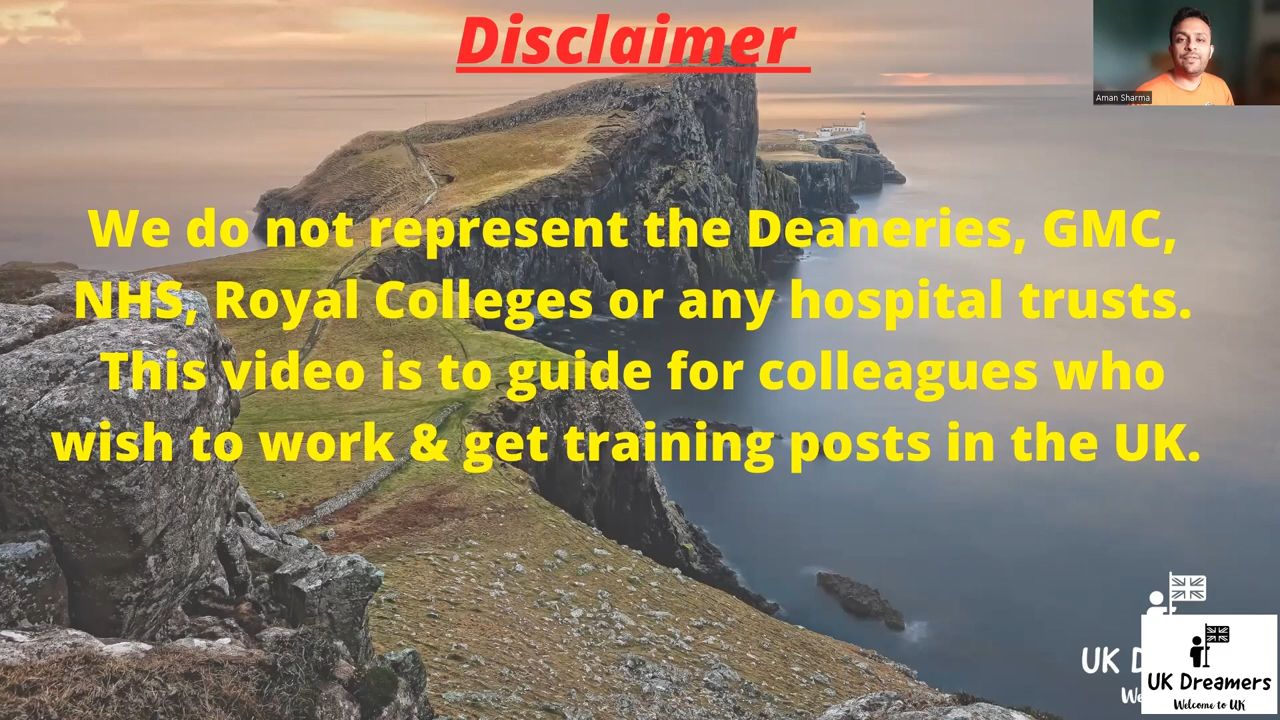 Disclaimer
Aman Sharma
We do not represent the Deaneries, GMC,
NHS, Royal Colleges or any hospital trusts.
This video is to guide for colleagues who
wish to work & get training posts in the UK.
UK D
We
UK Dreamers
Welcome to UK